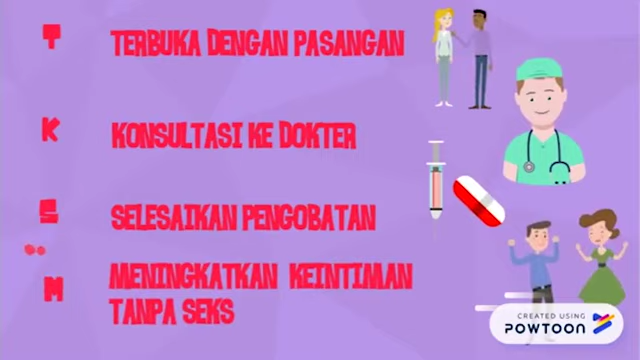 T TERBUKA DENGAN PASANGAN
K KONSULTASI KE DOKTER
S SELESAIKAN PENGOBATAN
M MENINGKATKAN KEINTIMAN
TANPA SEKS
CREATED USING
POWTOON